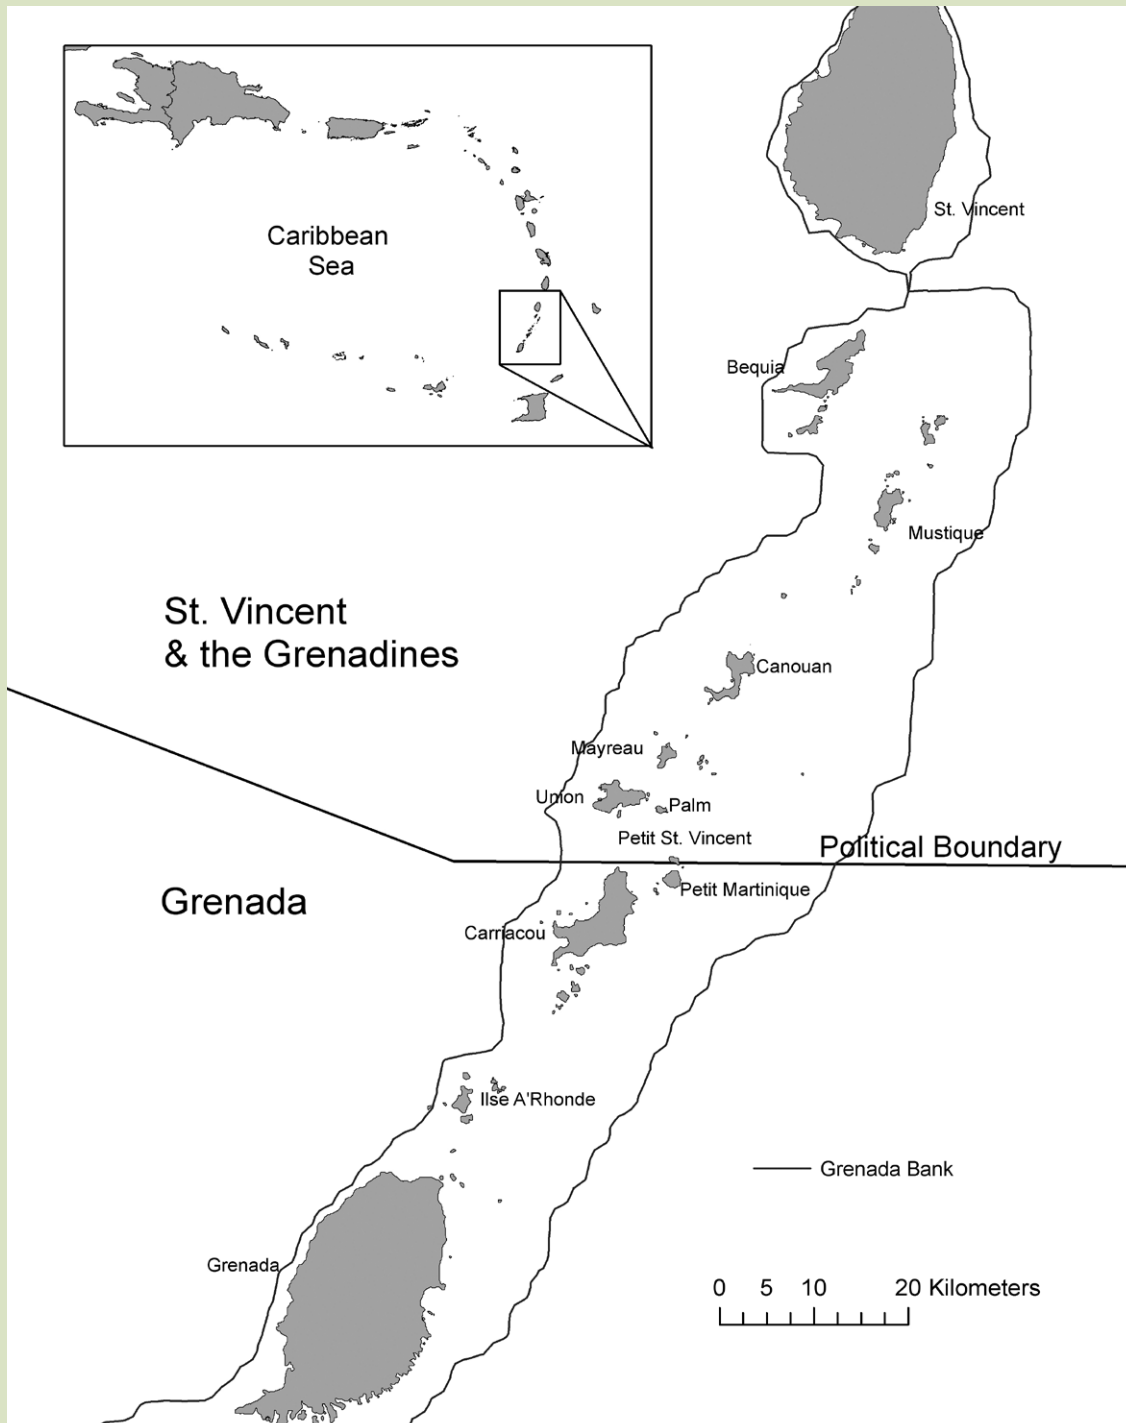 Caribbean
Sea
St. Vincent
Bequia
Mustique
St. Vincent
& the Grenadines
Canouan
Mayreau
Union
Palm
Petit St. Vincent
Political Boundary
Petit Martinique
Grenada
Carriacou
Ilse A'Rhonde
Grenada Bank
Grenada
0 5 10 20 Kilometers